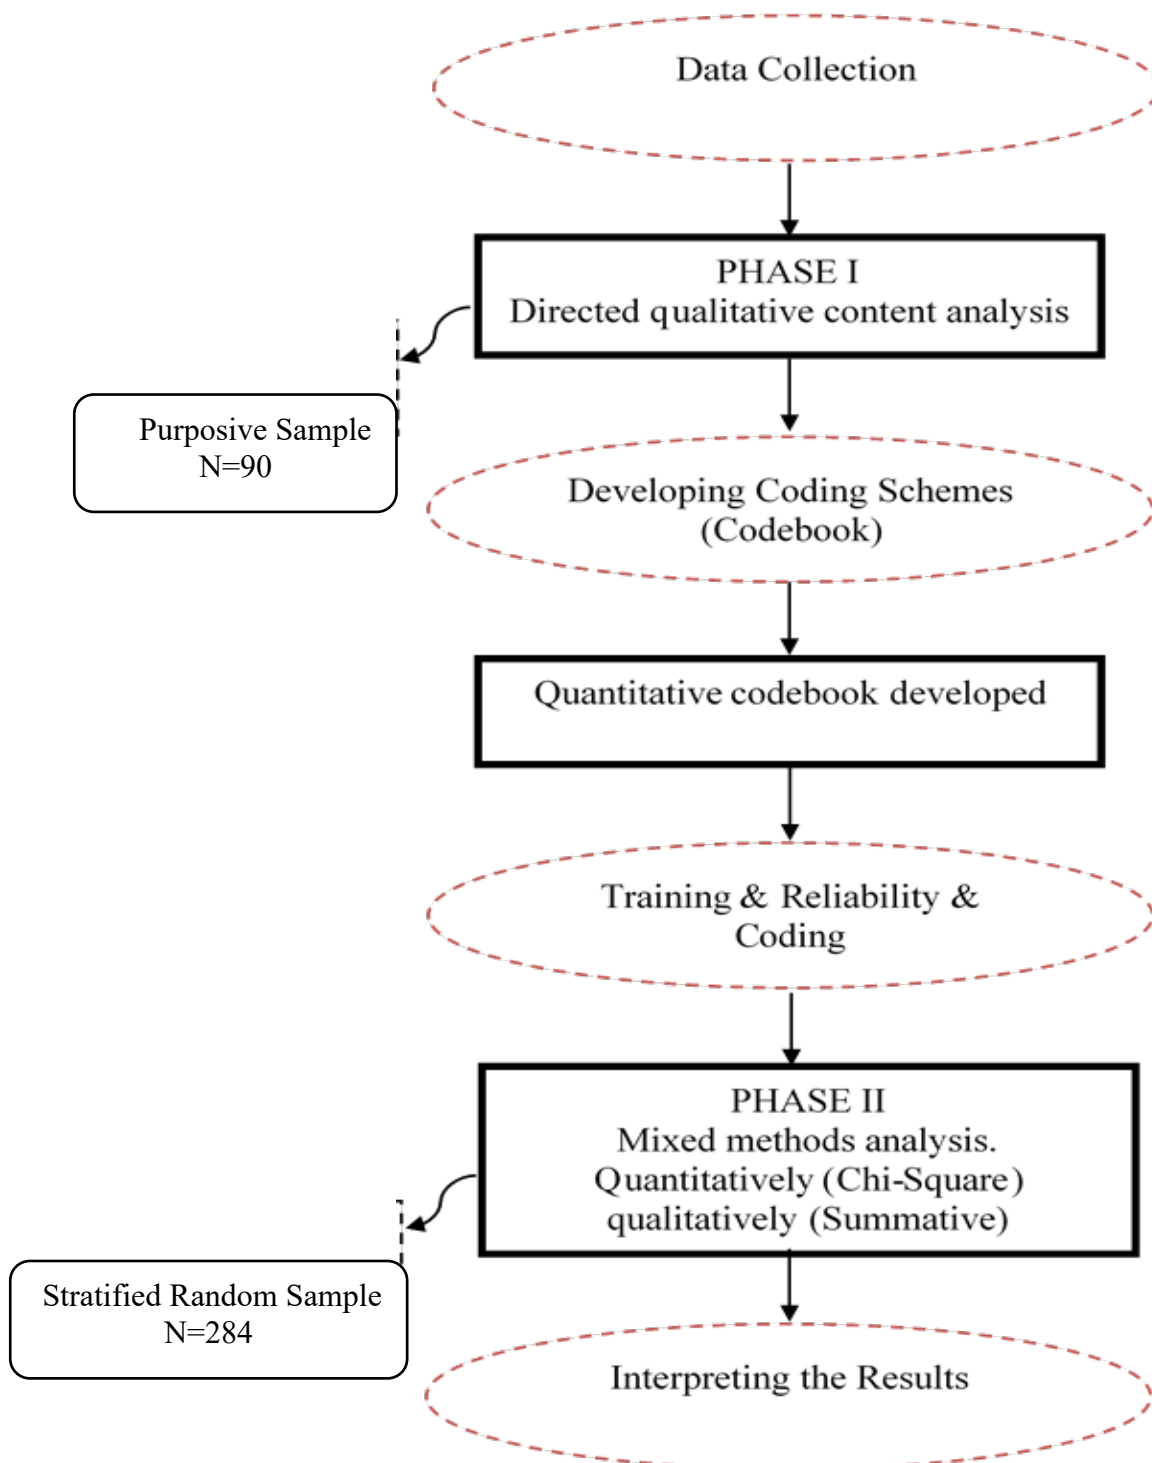 Data Collection
PHASE I
Directed qualitative content analysis
Purposive Sample
N=90
Developing Coding Schemes
(Codebook)
Quantitative codebook developed
Training & Reliability &
Coding
PHASE II
Mixed methods analysis.
Quantitatively (Chi-Square)
qualitatively (Summative)
Stratified Random Sample
N=284
Interpreting the Results